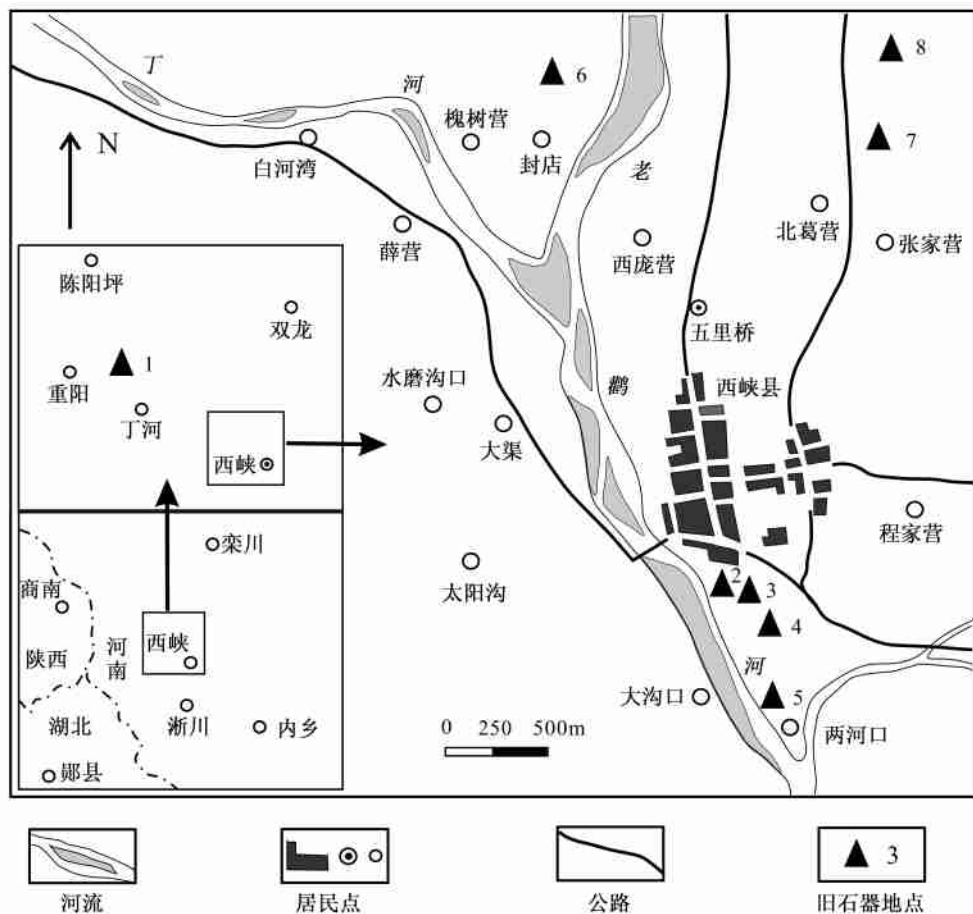 丁
河
6
8
N
槐树营
7
白河湾
封店
老
薛营
西庞营
北葛营
张家营
陈阳坪
双龙
五里桥
1
重阳
水磨沟口
鹳
西峡县
丁河
大渠
西峡
栾川
程家营
商南
太阳沟
2
3
西峡
4
陕西
河南
河
大沟口
5
湖北
淅川
内乡
0 250 500m
两河口
郧县
3
河流
居民点
公路
旧石器地点